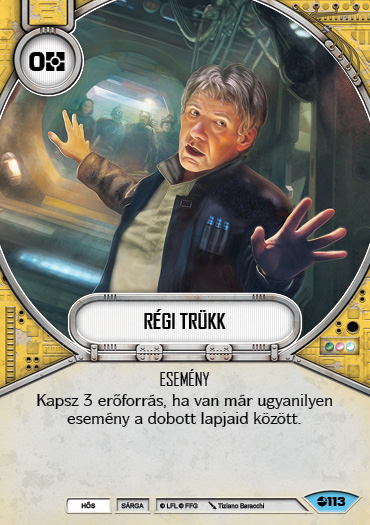 0
RÉGI TRÜKK
ESEMÉNY
Kapsz 3 erőforrás, ha van már ugyanilyen
esemény a dobott lapjaid között.
HŐS
SÁRGA
© LFL © FFG
Tiziano Baracchi
113